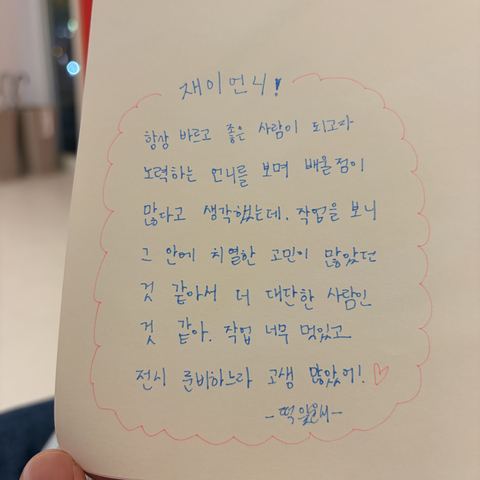 재이언니!
항상 바르고 좋은 사람이 되고자
노력하는 언니를 보며 배울점이
많다고 생각했는데. 작업을 보니
그 안에 치열한 고민이 많았던
것 같아서 더 대단한 사람인
것 같아. 작업 너무 멋있고
전시 준비하느라 고생 많았어!